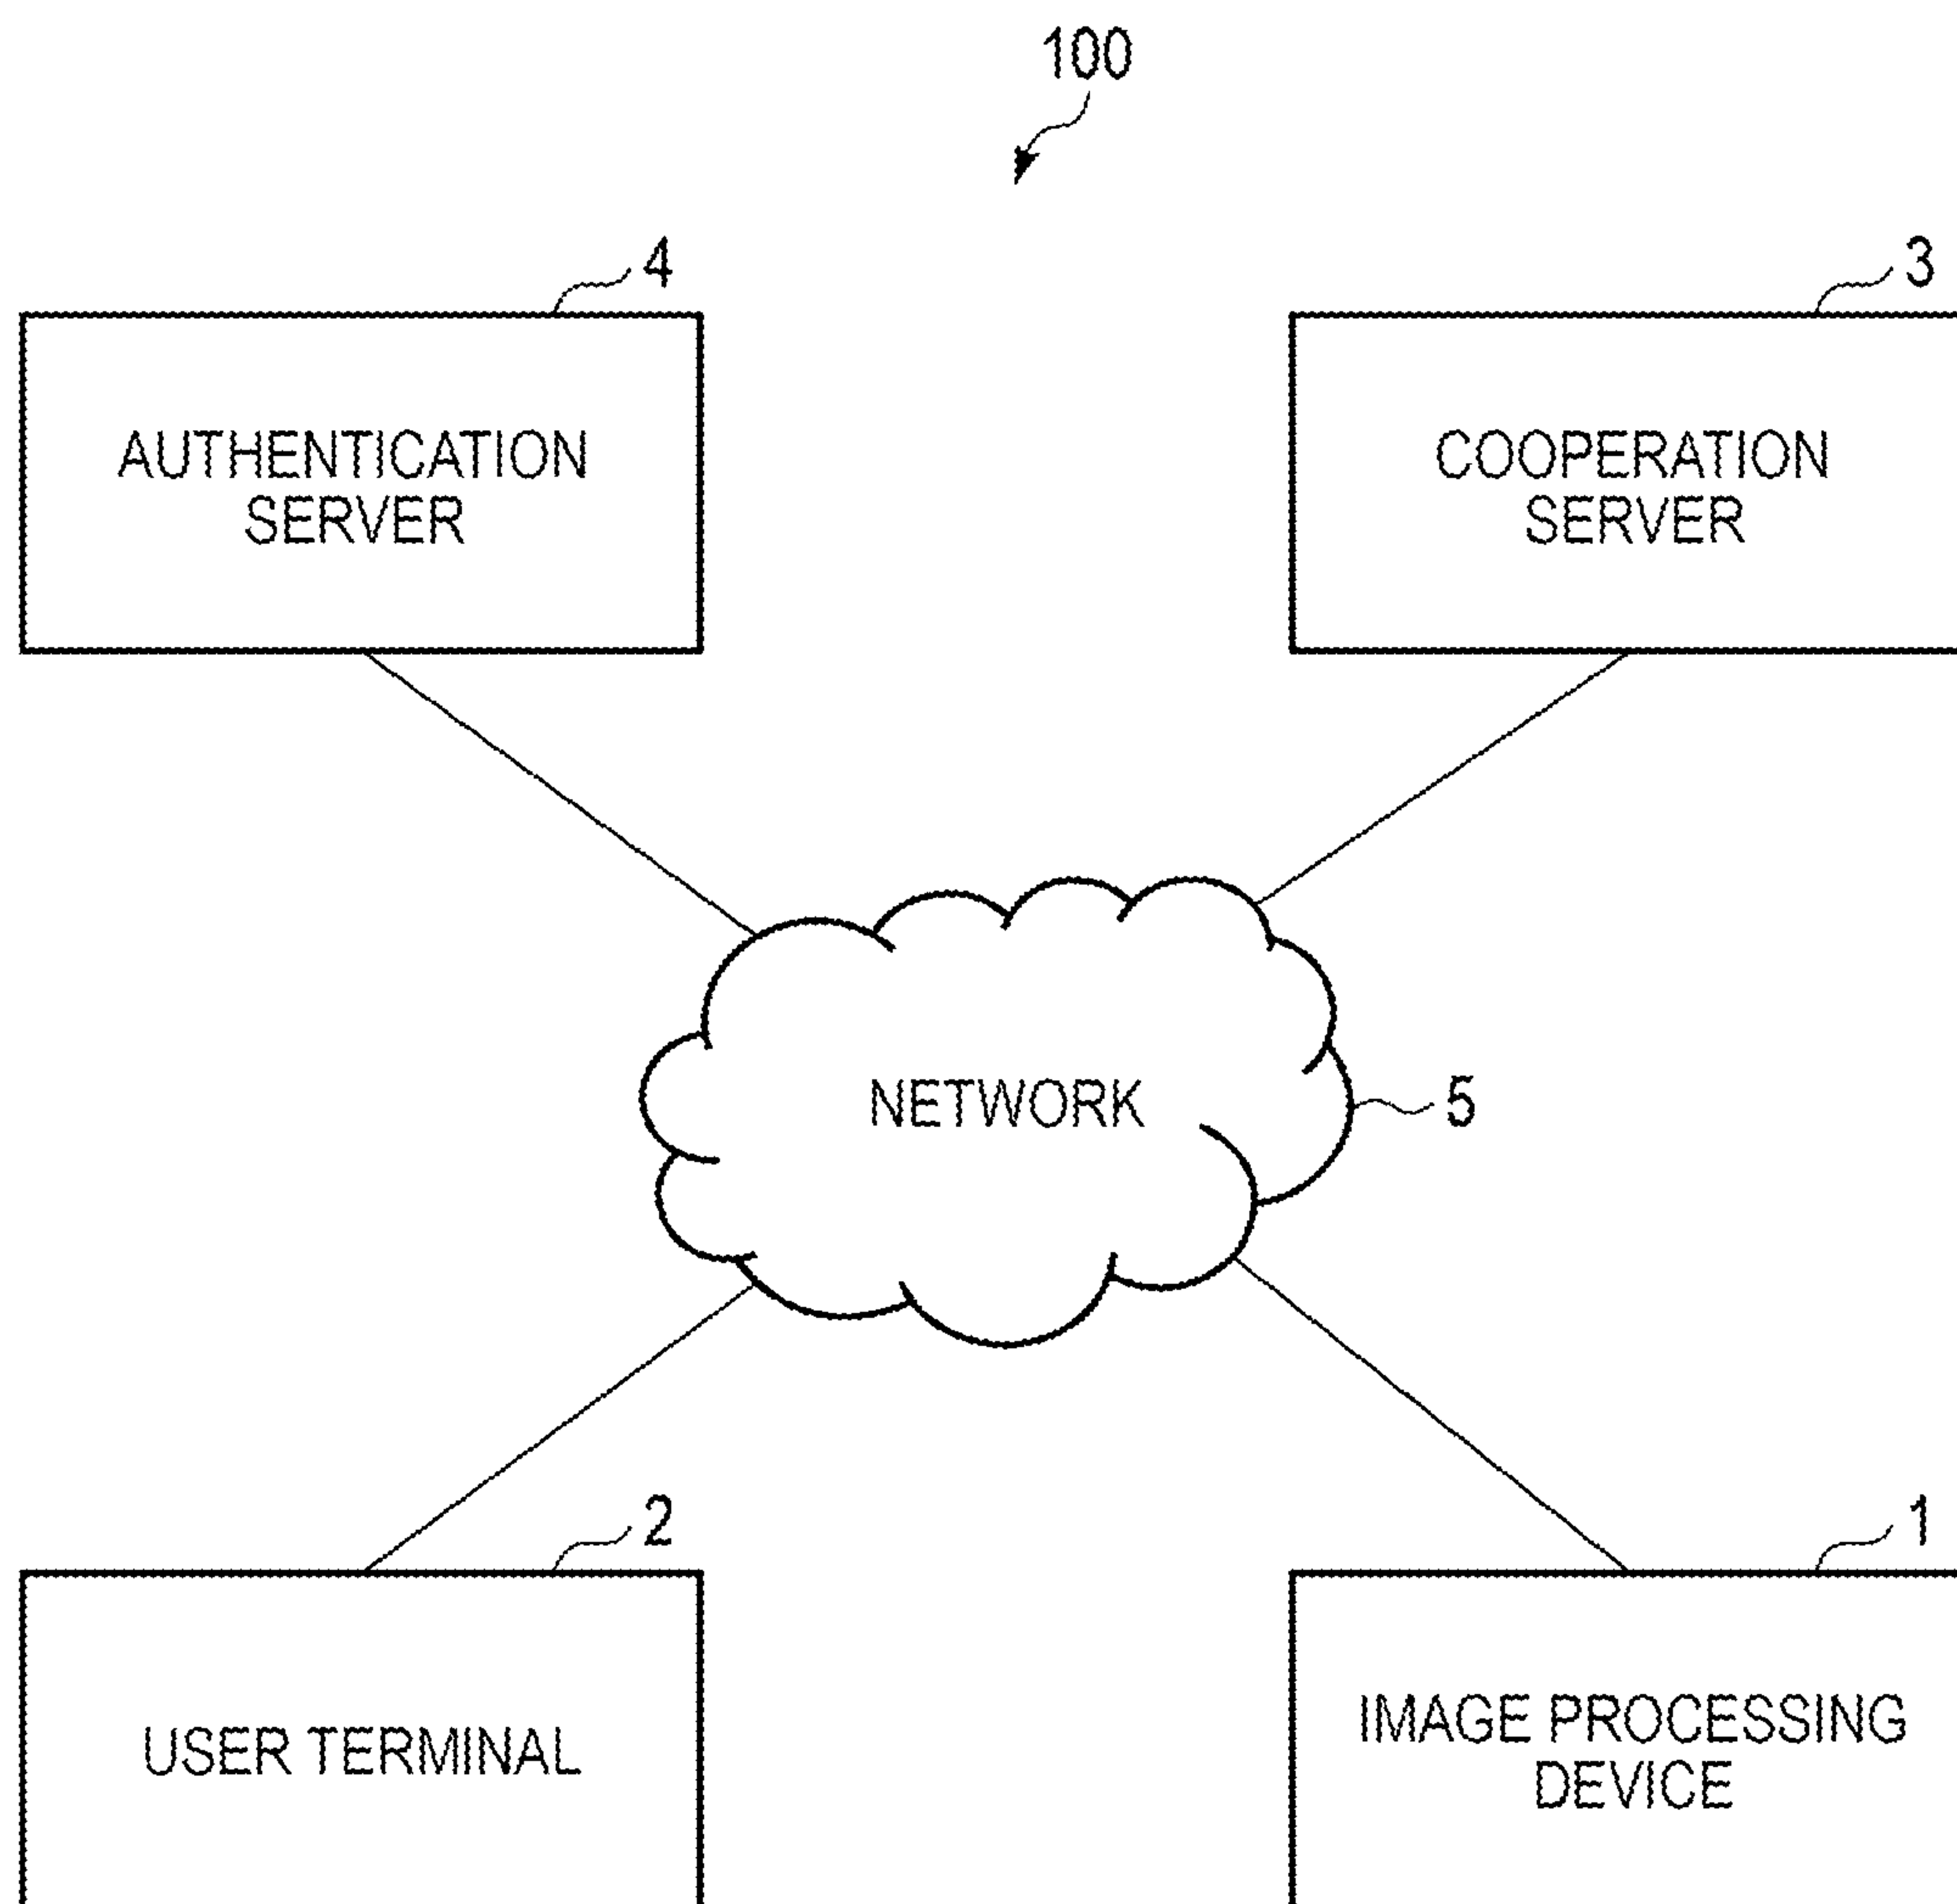 100
4
3
AUTHENTICATION
SERVER
COOPERATION
SERVER
NETWORK
5
2
1
USER TERMINAL
IMAGE PROCESSING
DEVICE